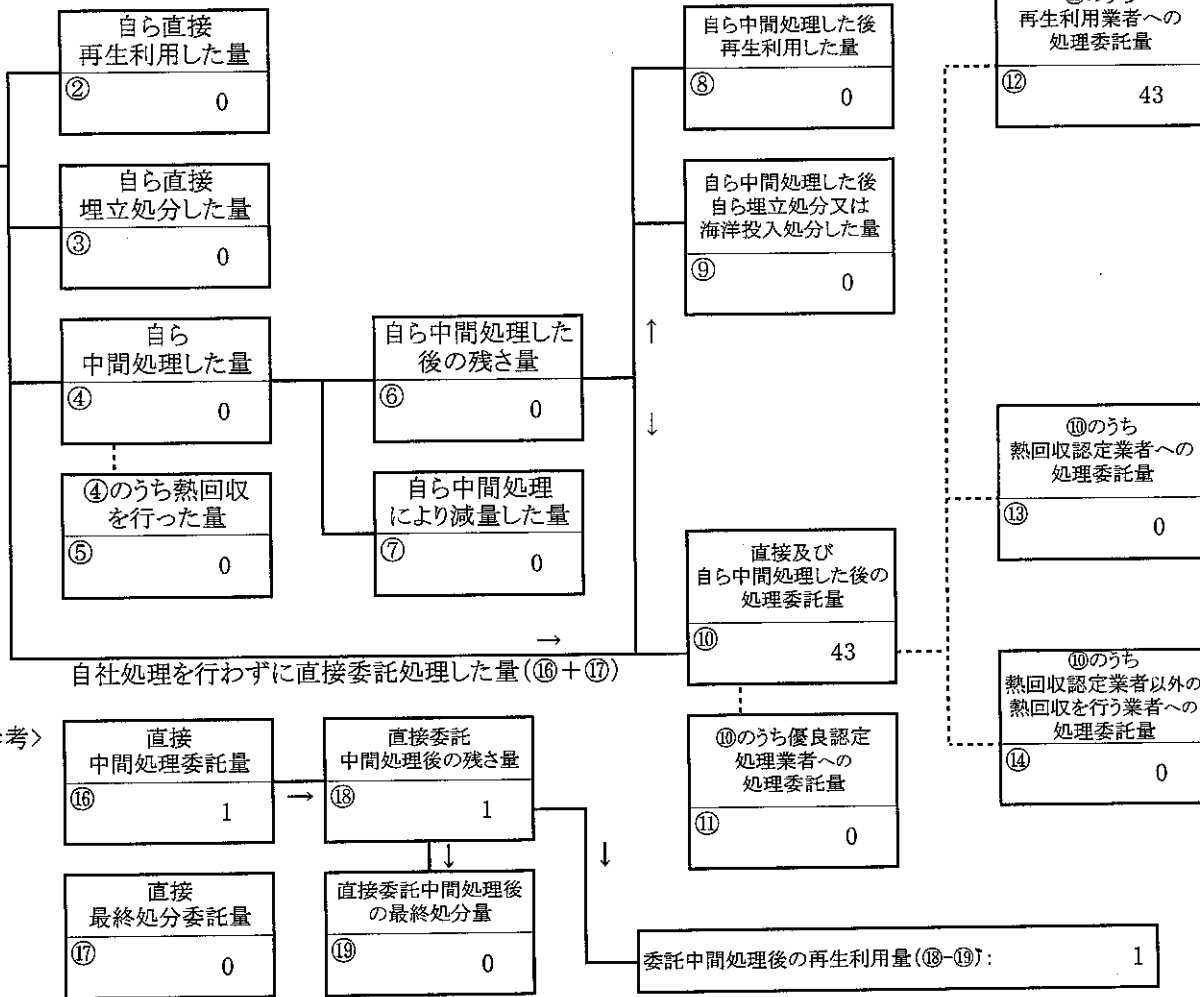 自ら直接
再生利用した量
② 0
自ら直接
埋立処分した量
③ 0
自ら
中間処理した量
④ 0
④のうち熱回収
を行った量
⑤ 0
自ら中間処理した
後の残さ量
⑥ 0
自ら中間処理
により減量した量
⑦ 0
自ら中間処理した後
再生利用した量
⑧ 0
自ら中間処理した後
自ら埋立処分又は
海洋投入処分した量
⑨ 0
↑
↓
直接及び
自ら中間処理した後の
処理委託量
⑩ 43
⑩のうち優良認定
処理業者への
処理委託量
⑪ 0
のうち
再生利用業者への
処理委託量
⑫ 43
⑩のうち
熱回収認定業者への
処理委託量
⑬ 0
⑩のうち
熱回収認定業者以外の
熱回収を行う業者への
処理委託量
⑭ 0
→
自社処理を行わずに直接委託処理した量(⑯+⑰)
考>
直接
中間処理委託量
⑯ 1
→
直接委託
中間処理後の残さ量
⑱ 1
↓
↓
直接
最終処分委託量
⑰ 0
直接委託中間処理後
の最終処分量
⑲ 0
委託中間処理後の再生利用量(⑱-⑲): 1